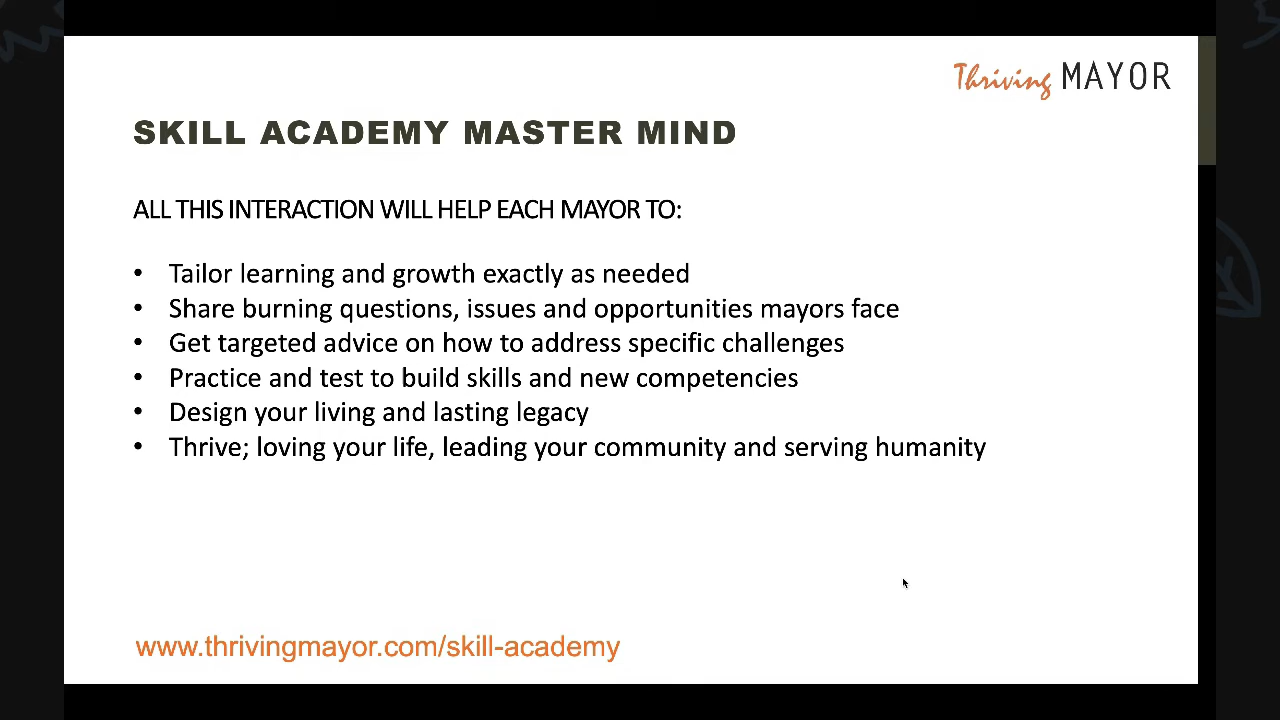 Thriving MAYOR
SKILL ACADEMY MASTER MIND
ALL THIS INTERACTION WILL HELP EACH MAYOR TO:
• Tailor learning and growth exactly as needed
• Share burning questions, issues and opportunities mayors face
• Get targeted advice on how to address specific challenges
• Practice and test to build skills and new competencies
• Design your living and lasting legacy
• Thrive; loving your life, leading your community and serving humanity
www.thrivingmayor.com/skill-academy